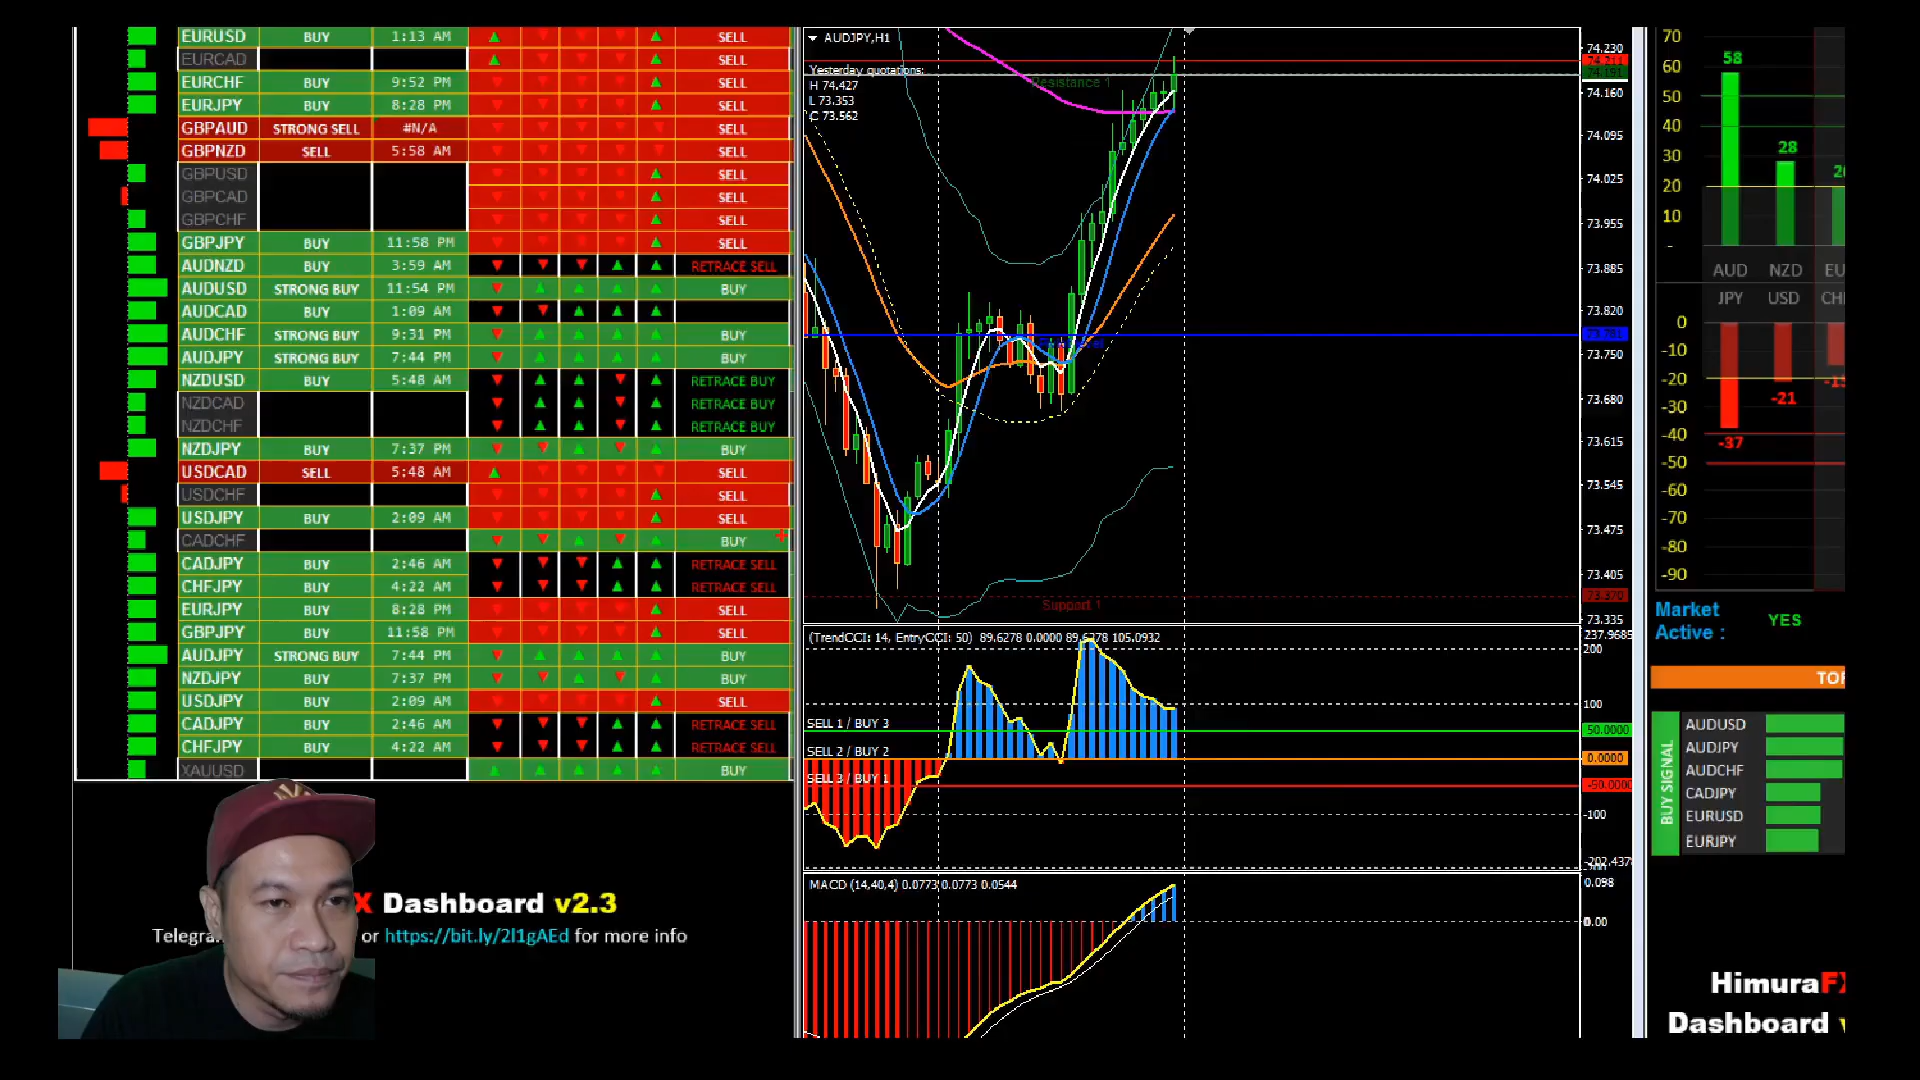 EURUSD BUY 1:13 AM SELL
EURCAD SELL
EURCHF BUY 9:52 PM SELL
EURJPY BUY 8:28 PM SELL
GBPAUD STRONG SELL #N/A SELL
GBPNZD SELL 5:58 AM SELL
GBPUSD SELL
GBPCAD SELL
GBPCHF SELL
GBPJPY BUY 11:58 PM SELL
AUDNZD BUY 3:59 AM RETRACE SELL
AUDUSD STRONG BUY 11:54 PM BUY
AUDCAD BUY 1:09 AM
AUDCHF STRONG BUY 9:31 PM BUY
AUDJPY STRONG BUY 7:44 PM BUY
NZDUSD BUY 5:48 AM RETRACE BUY
NZDCAD RETRACE BUY
NZDCHF RETRACE BUY
NZDJPY BUY 7:37 PM BUY
USDCAD SELL 5:48 AM SELL
USDCHF SELL
USDJPY BUY 2:09 AM SELL
CADCHF BUY
CADJPY BUY 2:46 AM RETRACE SELL
CHFJPY BUY 4:22 AM RETRACE SELL
EURJPY BUY 8:28 PM SELL
GBPJPY BUY 11:58 PM SELL
AUDJPY STRONG BUY 7:44 PM BUY
NZDJPY BUY 7:37 PM BUY
USDJPY BUY 2:09 AM SELL
CADJPY BUY 2:46 AM RETRACE SELL
CHFJPY BUY 4:22 AM RETRACE SELL
XAUUSD BUY
X Dashboard v2.3
Telegra
or https://bit.ly/2l1gAEd for more info
AUDJPY,H1
Yesterday quotations:
H 74.427
L 73.353
C 73.562
Resistance 1
Support 1
74.230
74.191
74.160
74.095
74.025
73.955
73.885
73.820
73.750
73.680
73.615
73.545
73.475
73.405
73.370
73.335
(TrendCCI: 14, EntryCCI: 50) 89.6278 0.0000 89.6278 105.0932
237.9685
200
100
SELL 1 / BUY 3
50.0000
SELL 2 / BUY 2
0.0000
SELL 3 / BUY 1
-50.0000
-100
MACD (14,40,4) 0.0773 0.0773 0.0544
0.098
0.00
70
60
50
40
30
20
10
-
58
28
AUD NZD EU
JPY USD CH
0
-10
-20
-30
-40
-50
-60
-70
-80
-90
-37
-21
Market
Active :
YES
TOP
BUY SIGNAL
AUDUSD
AUDJPY
AUDCHF
CADJPY
EURUSD
EURJPY
HimuraFX
Dashboard v